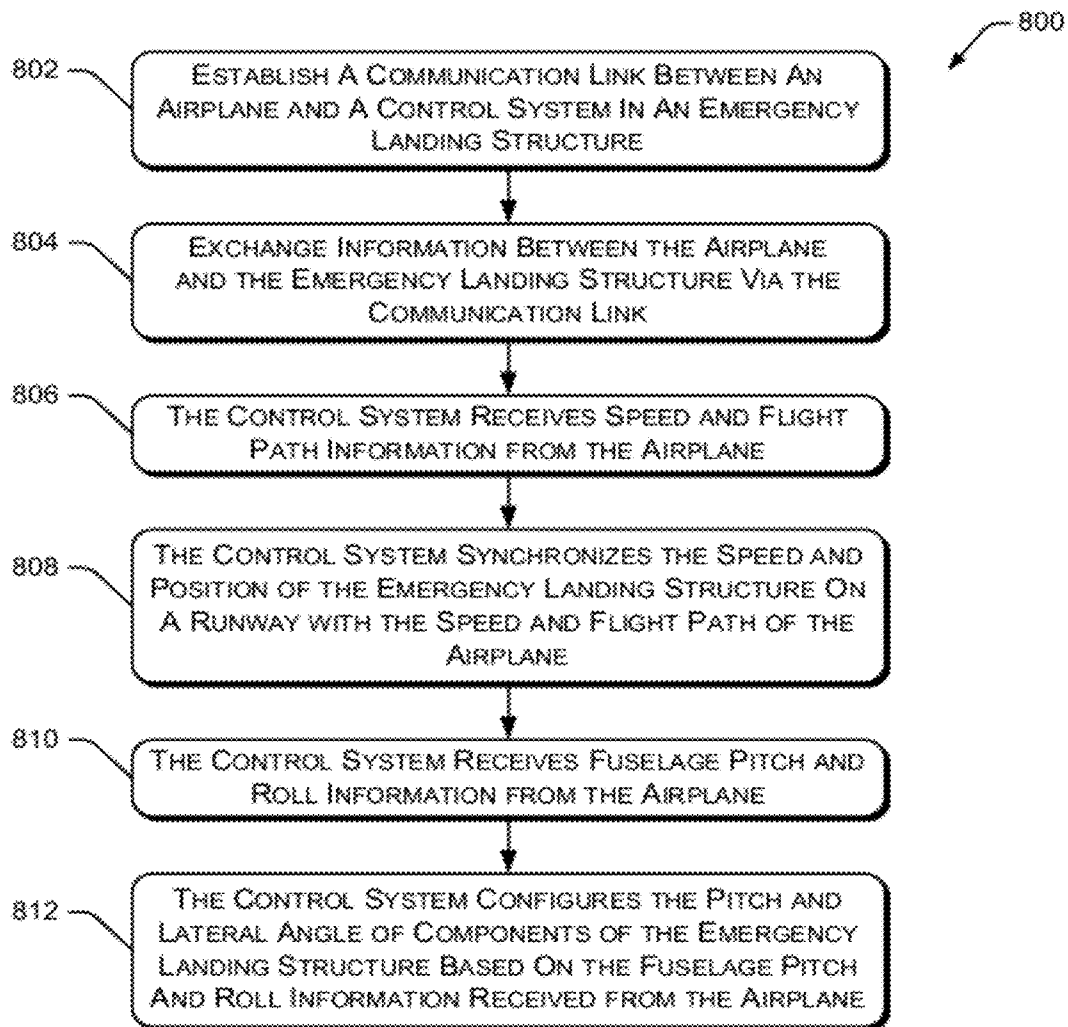 800
802
ESTABLISH A COMMUNICATION LINK BETWEEN AN
AIRPLANE AND A CONTROL SYSTEM IN AN EMERGENCY
LANDING STRUCTURE
804
EXCHANGE INFORMATION BETWEEN THE AIRPLANE
AND THE EMERGENCY LANDING STRUCTURE VIA THE
COMMUNICATION LINK
806
THE CONTROL SYSTEM RECEIVES SPEED AND FLIGHT
PATH INFORMATION FROM THE AIRPLANE
808
THE CONTROL SYSTEM SYNCHRONIZES THE SPEED AND
POSITION OF THE EMERGENCY LANDING STRUCTURE ON
A RUNWAY WITH THE SPEED AND FLIGHT PATH OF THE
AIRPLANE
810
THE CONTROL SYSTEM RECEIVES FUSELAGE PITCH AND
ROLL INFORMATION FROM THE AIRPLANE
812
THE CONTROL SYSTEM CONFIGURES THE PITCH AND
LATERAL ANGLE OF COMPONENTS OF THE EMERGENCY
LANDING STRUCTURE BASED ON THE FUSELAGE PITCH
AND ROLL INFORMATION RECEIVED FROM THE AIRPLANE